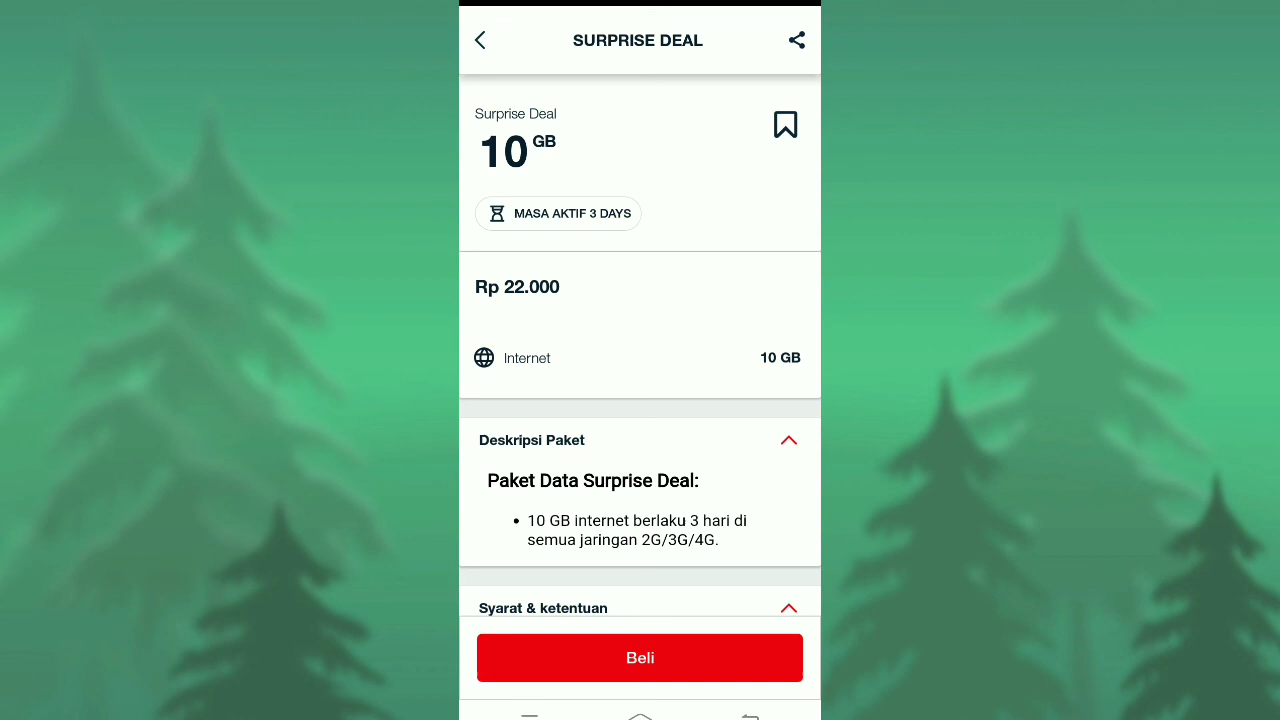 SURPRISE DEAL
Surprise Deal
10 GB
MASA AKTIF 3 DAYS
Rp 22.000
Internet 10 GB
Deskripsi Paket
Paket Data Surprise Deal:
• 10 GB internet berlaku 3 hari di
semua jaringan 2G/3G/4G.
Syarat & ketentuan
Beli